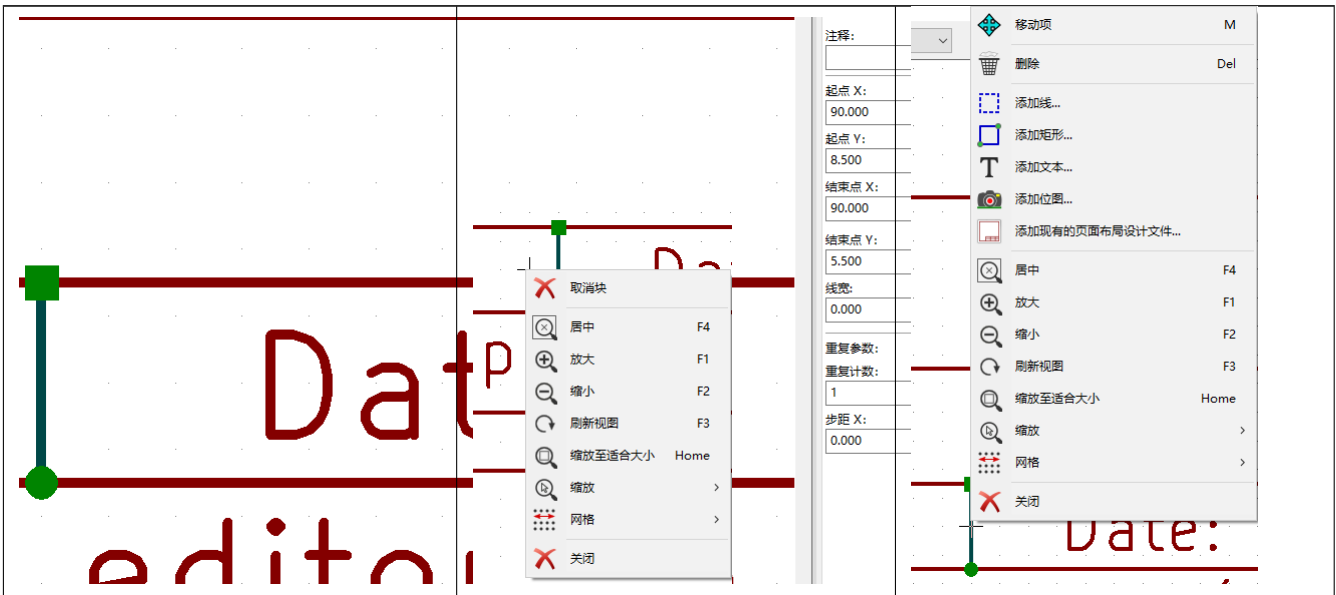 Dat
editor
Da
P
取消块
居中 F4
放大 F1
缩小 F2
刷新视图 F3
缩放至适合大小 Home
缩放
网格
关闭
注释:
起点 X:
90.000
起点 Y:
8.500
结束点 X:
90.000
结束点 Y:
5.500
线宽:
0.000
重复参数:
重复计数:
1
步距 X:
0.000
移动项 M
删除 Del
添加线...
添加矩形...
添加文本...
添加位图...
添加现有的页面布局设计文件...
居中 F4
放大 F1
缩小 F2
刷新视图 F3
缩放至适合大小 Home
缩放
网格
关闭
Date: